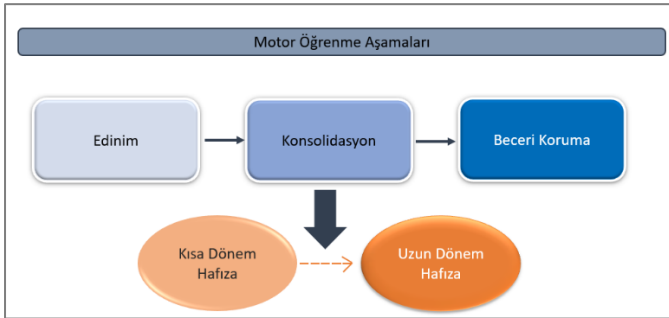 Motor Öğrenme Aşamaları
Edinim
Konsolidasyon
Beceri Koruma
Kısa Dönem
Hafıza
Uzun Dönem
Hafıza